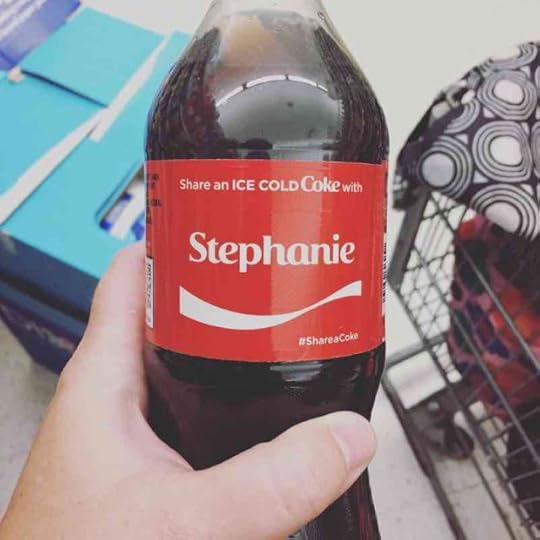 Share an ICE COLD Coke with
Stephanie
#ShareaCoke